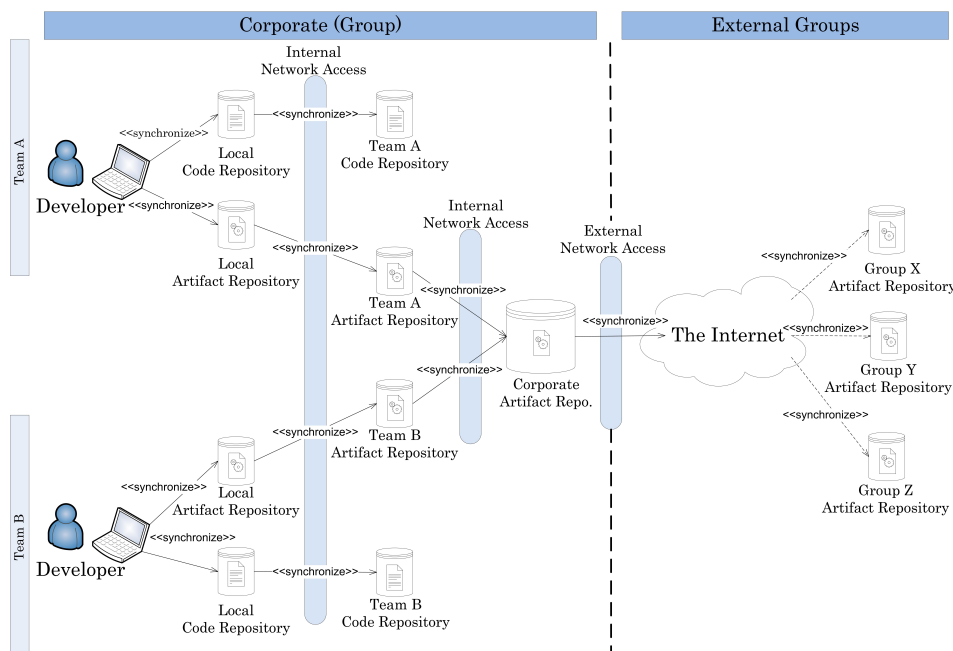 Corporate (Group)
External Groups
Team A
Internal
Network Access
<<synchronize>>
<<synchronize>>
Local
Code Repository
Team A
Code Repository
Developer
<<synchronize>>
Local
Artifact Repository
<<synchronize>>
Team A
Artifact Repository
Internal
Network Access
<<synchronize>>
<<synchronize>>
Corporate
Artifact Repo.
External
Network Access
<<synchronize>>
The Internet
<<synchronize>>
Group X
Artifact Repository
<<synchronize>>
Group Y
Artifact Repository
<<synchronize>>
Group Z
Artifact Repository
Team B
Developer
<<synchronize>>
Local
Artifact Repository
<<synchronize>>
Team B
Artifact Repository
<<synchronize>>
Local
Code Repository
<<synchronize>>
Team B
Code Repository